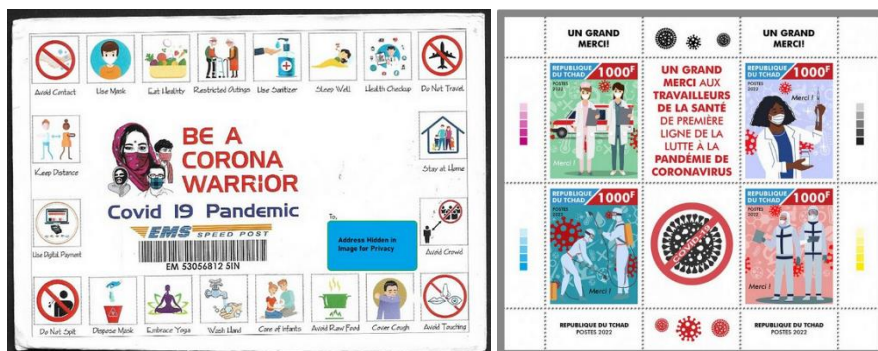 Avoid Contact
Use Mask
Eat Healthy
Restricted Outings
Use Sanitizer
Sleep Well
Health Checkup
Do Not Travel
Keep Distance
BE A
CORONA
WARRIOR
Stay at Home
Covid 19 Pandemic
EMS SPEED POST
To,
Address Hidden in
Image for Privacy
EM 53056812 5IN
Use Digital Payment
Avoid Crowd
Do Not Spit
Dispose Mask
Embrace Yoga
Wash Hand
Care of Infants
Avoid Raw Food
Cover Cough
Avoid Touching
UN GRAND
MERCI!
UN GRAND
MERCI!
REPUBLIQUE
DU TCHAD
1000F
POSTES
2022
Merci !
UN GRAND
MERCI AUX
TRAVAILLEURS
DE LA SANTÉ
DE PREMIÈRE
LIGNE DE LA
LUTTE À LA
PANDÉMIE DE
CORONAVIRUS
REPUBLIQUE
DU TCHAD
1000F
POSTES
2022
Merci !
REPUBLIQUE
DU TCHAD
1000F
POSTES
2022
Merci !
COVID-19
REPUBLIQUE
DU TCHAD
1000F
POSTES
2022
Merci !
REPUBLIQUE DU TCHAD
POSTES 2022
REPUBLIQUE DU TCHAD
POSTES 2022